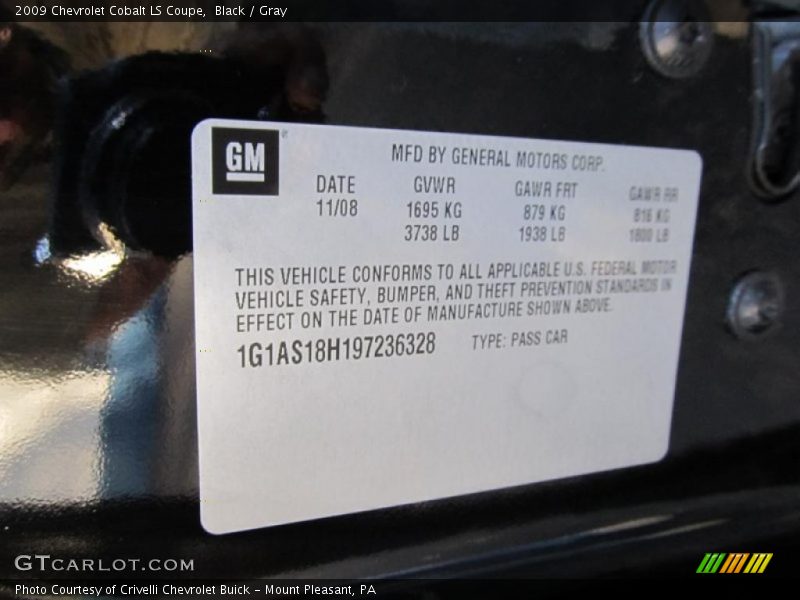 2009 Chevrolet Cobalt LS Coupe, Black / Gray
GM
MFD BY GENERAL MOTORS CORP.
DATE GVWR GAWR FRT GAWR RR
11/08 1695 KG 879 KG 816 KG
3738 LB 1938 LB 1800 LB
THIS VEHICLE CONFORMS TO ALL APPLICABLE U.S. FEDERAL MOTOR
VEHICLE SAFETY, BUMPER, AND THEFT PREVENTION STANDARDS IN
EFFECT ON THE DATE OF MANUFACTURE SHOWN ABOVE.
1G1AS18H197236328 TYPE: PASS CAR
GTCARLOT.COM
Photo Courtesy of Crivelli Chevrolet Buick – Mount Pleasant, PA